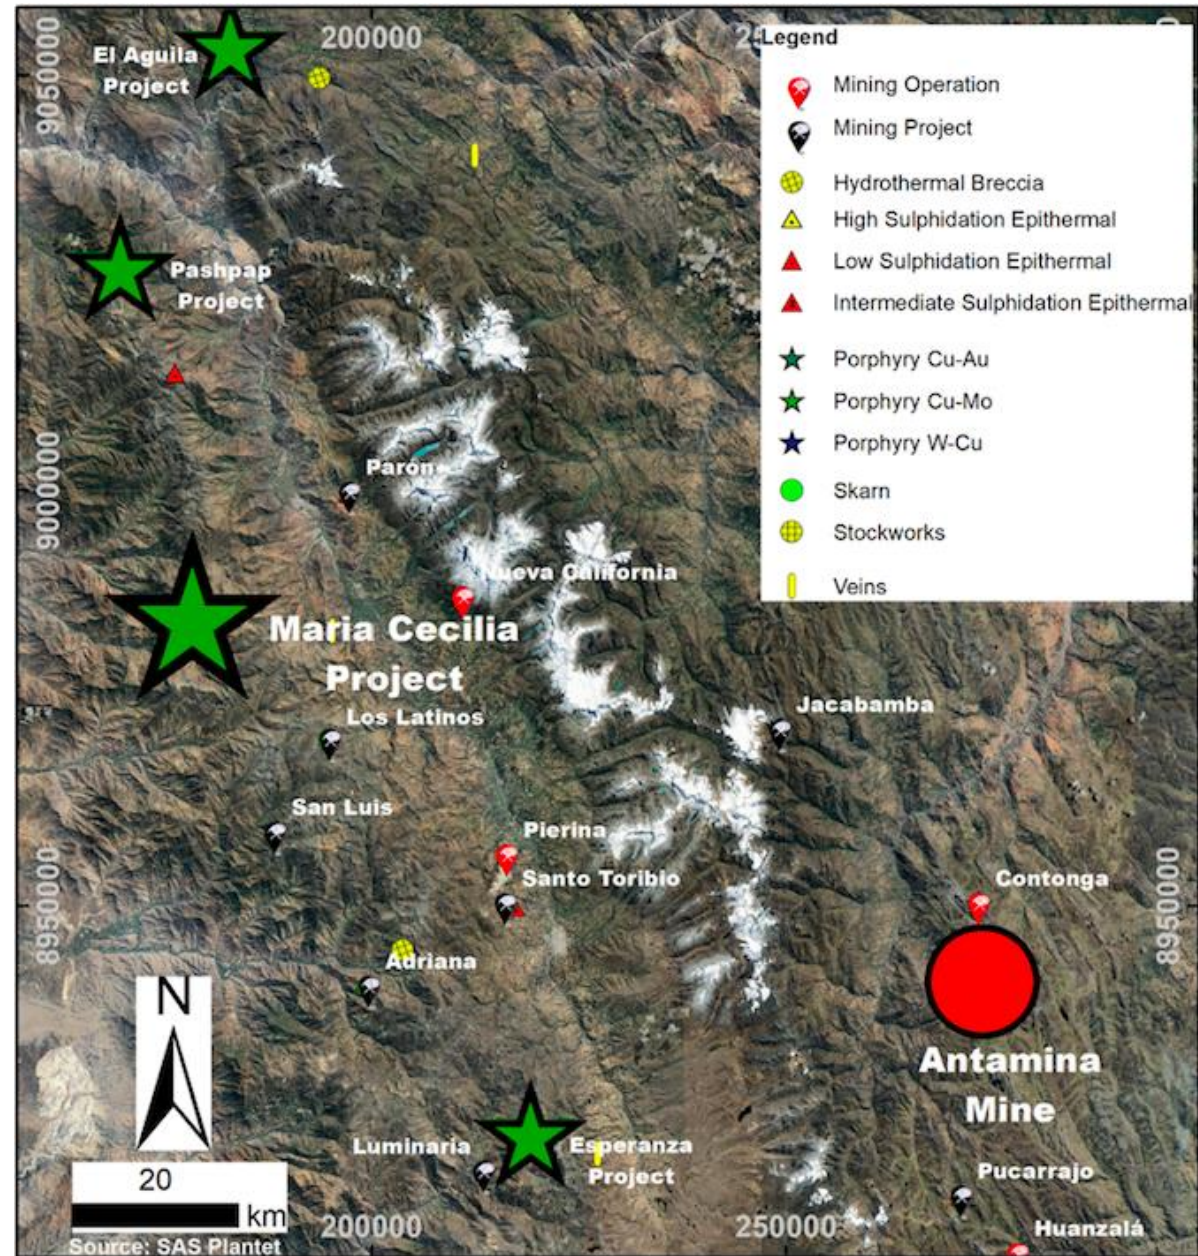 200000
El Aguila
Project
9050000
Legend
Mining Operation
Mining Project
Hydrothermal Breccia
High Sulphidation Epithermal
Low Sulphidation Epithermal
Intermediate Sulphidation Epithermal
Porphyry Cu-Au
Porphyry Cu-Mo
Porphyry W-Cu
Skarn
Stockworks
Veins
Pashpap
Project
Parón
9000000
Nueva California
Maria Cecilia
Project
Los Latinos
Jacabamba
San Luis
Pierina
Santo Toribio
Contonga
8950000
8950000
Adriana
N
Antamina
Mine
Luminaria
Esperanza
Project
Pucarrajo
20
km
200000
250000
Huanzalá
Source: SAS Plantet